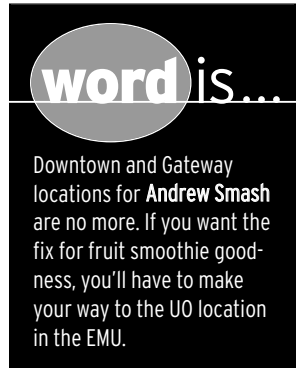 word is...
Downtown and Gateway
locations for Andrew Smash
are no more. If you want the
fix for fruit smoothie good-
ness, you'll have to make
your way to the UO location
in the EMU.